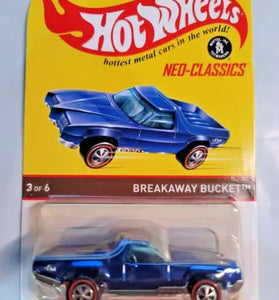 Hot Wheels
hottest metal cars in the world!
NEO-CLASSICS
3 OF 6
BREAKAWAY BUCKET